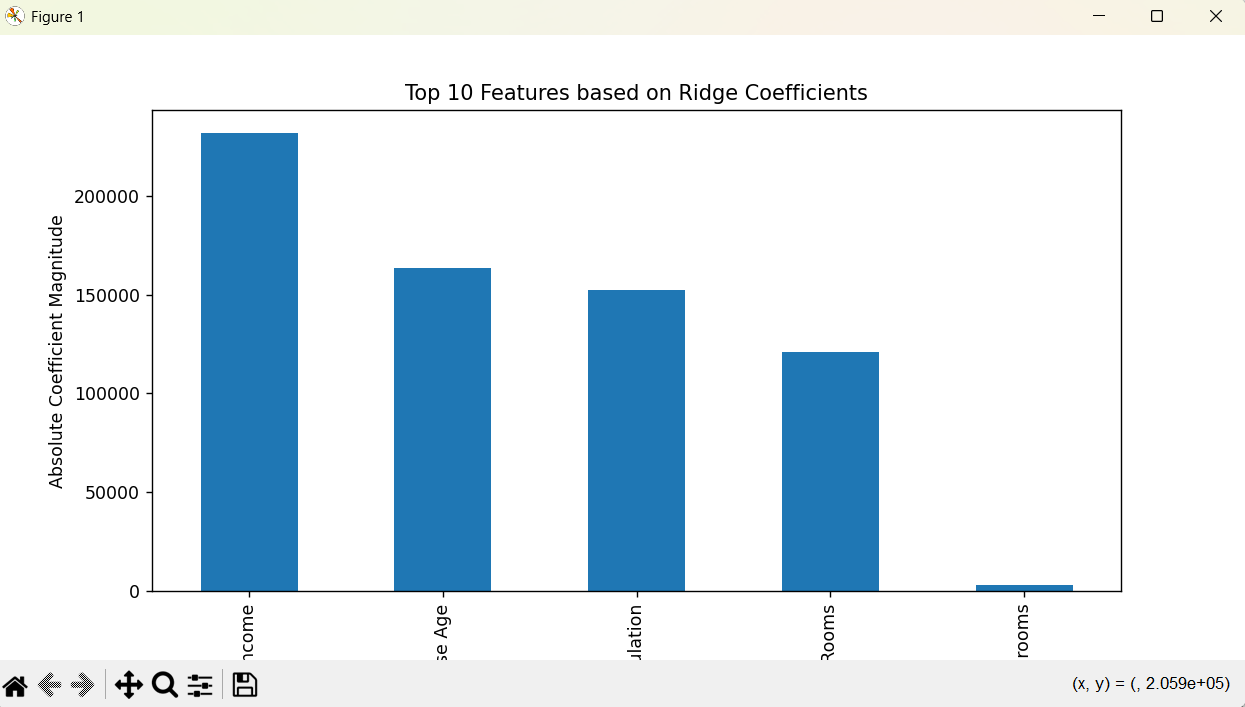 Figure 1
Top 10 Features based on Ridge Coefficients
Absolute Coefficient Magnitude
200000
150000
100000
50000
0
ncome
se Age
ulation
Rooms
rooms
(x, y) = (, 2.059e+05)